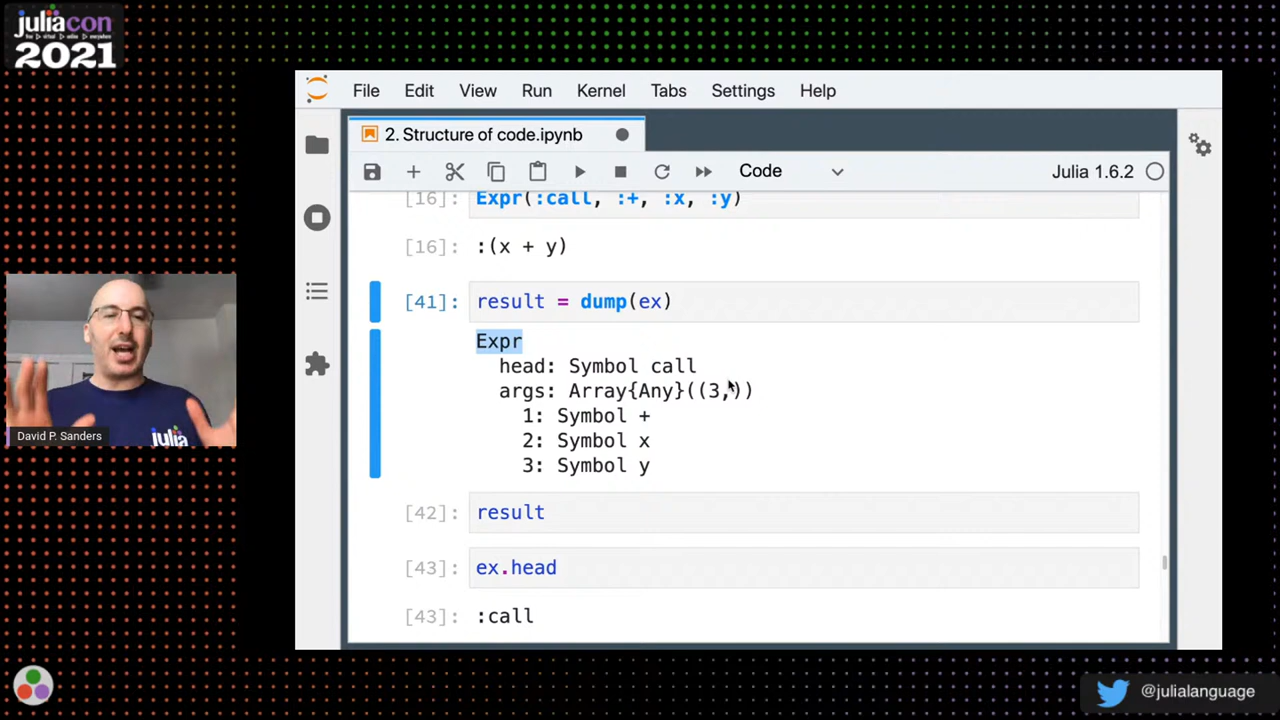 juliacon
2021
File Edit View Run Kernel Tabs Settings Help
2. Structure of code.ipynb
Code
Julia 1.6.2
[16]: Expr(:call, :+, :x, :y)
[16]: :(x + y)
[41]: result = dump(ex)
Expr
head: Symbol call
args: Array{Any}((3,))
1: Symbol +
2: Symbol x
3: Symbol y
[42]: result
[43]: ex.head
[43]: :call
julia
David P. Sanders
@julialanguage